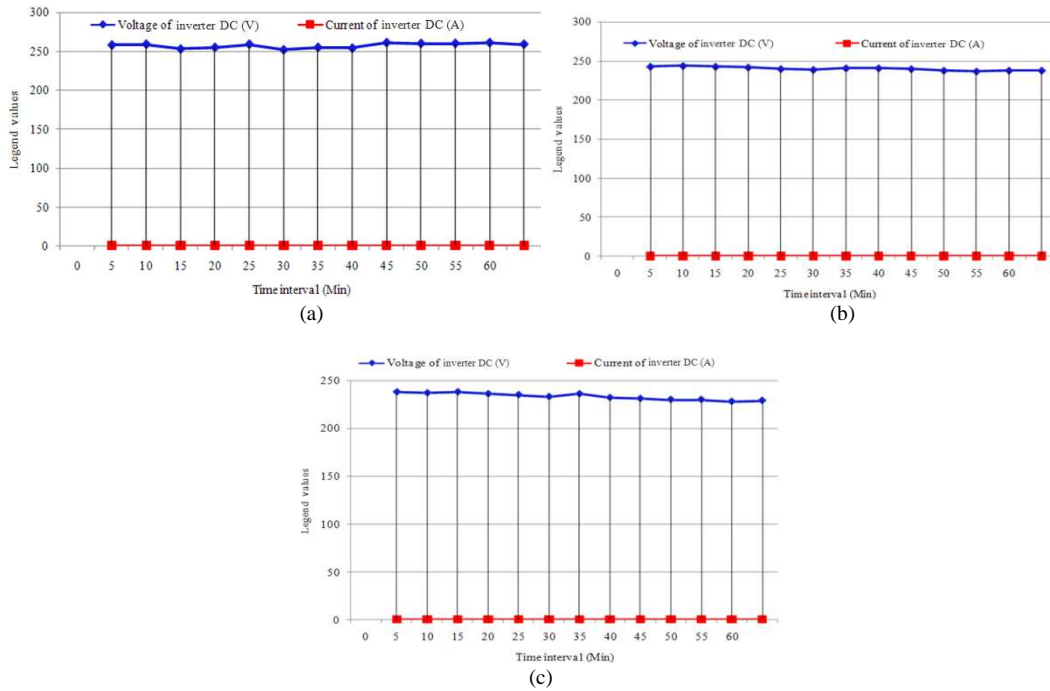 Voltage of inverter DC (V) Current of inverter DC (A)
300
250
200
150
100
50
0
Legend values
0 5 10 15 20 25 30 35 40 45 50 55 60
Time interval (Min)
(a)
300
Voltage of inverter DC (V) Current of inverter DC (A)
250
200
150
100
50
0
Legend values
0 5 10 15 20 25 30 35 40 45 50 55 60
Time interval (Min)
(b)
Voltage of inverter DC (V) Current of inverter DC (A)
250
200
150
100
50
0
Legend values
0 5 10 15 20 25 30 35 40 45 50 55 60
Time interval (Min)
(c)